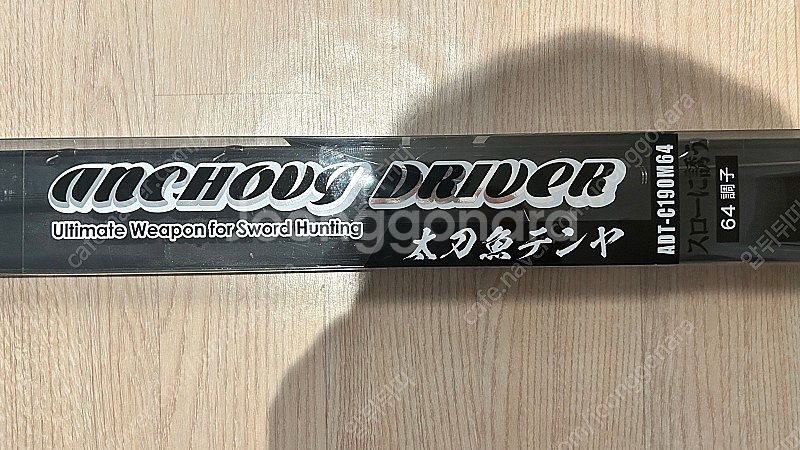 ANCHOVY DRIVER
Ultimate Weapon for Sword Hunting
太刀魚テンヤ
ADT-C190M64
スローに誘う
64調子
joonggonara